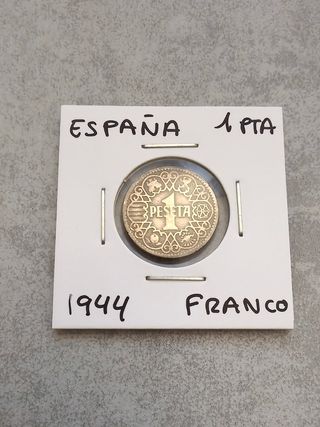 ESPAÑA 1 PTA
1
PESETA
1944 FRANCO